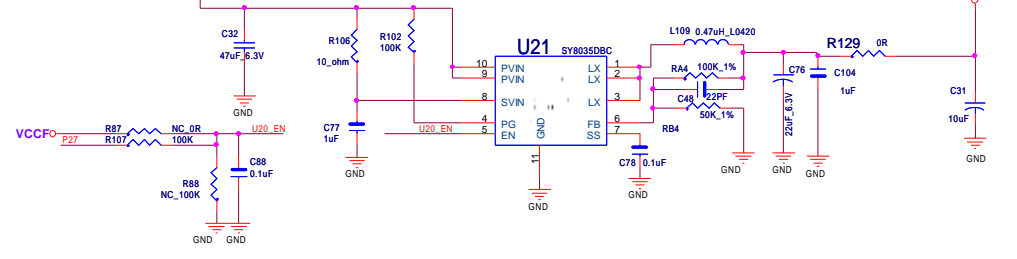 C32
47uF_6.3V
GND
R106
10_ohm
R102
100K
U21
SY8035DBC
10 PVIN
9 PVIN
8 SVIN
4 PG
5 EN
GND
11
GND
LX 1
LX 2
LX 3
FB 6
SS 7
L109 0.47uH_L0420
RA4 100K_1%
C48 22PF
50K_1%
RB4
C78 0.1uF
GND
GND
C76
22uF_6.3V
GND
C104
1uF
GND
R129 0R
C31
10uF
GND
C77
1uF
GND
U20_EN
VCCF
P27
R87 NC_0R
R107 100K
U20_EN
R88
NC_100K
C88
0.1uF
GND GND